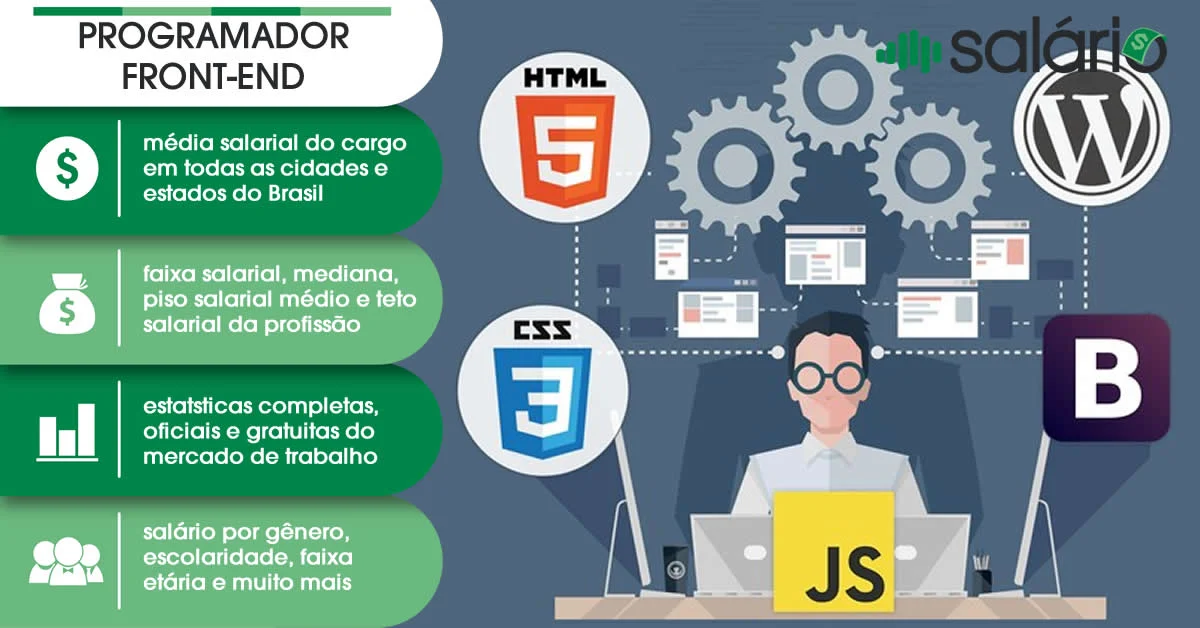 PROGRAMADOR
FRONT-END
média salarial do cargo
em todas as cidades e
estados do Brasil
faixa salarial, mediana,
piso salarial médio e teto
salarial da profissão
estatsticas completas,
oficiais e gratuitas do
mercado de trabalho
salário por gênero,
escolaridade, faixa
etária e muito mais
salário
HTML
5
W
CSS
3
B
JS